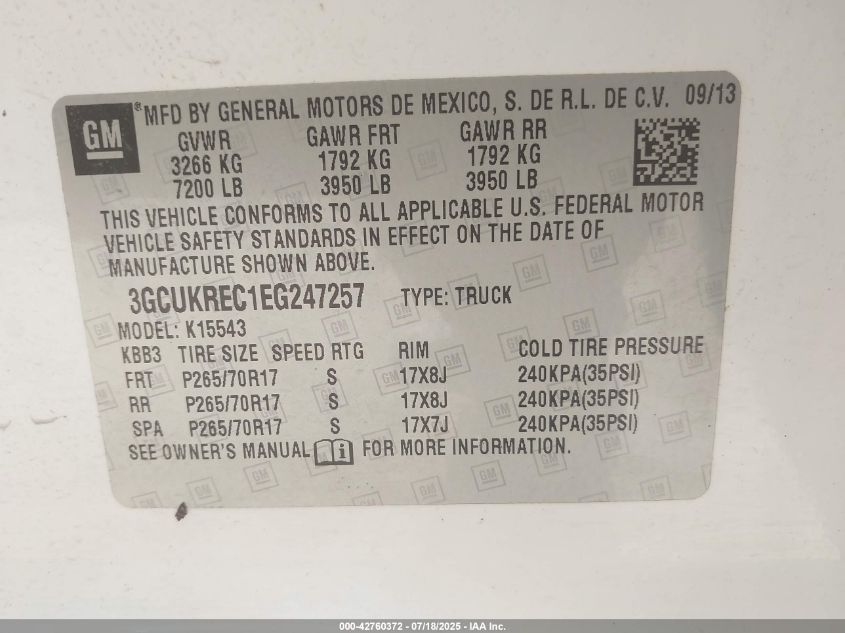 GM
®MFD BY GENERAL MOTORS DE MEXICO, S. DE R.L. DE C.V. 09/13
GVWR GAWR FRT GAWR RR
3266 KG 1792 KG 1792 KG
7200 LB 3950 LB 3950 LB
THIS VEHICLE CONFORMS TO ALL APPLICABLE U.S. FEDERAL MOTOR
VEHICLE SAFETY STANDARDS IN EFFECT ON THE DATE OF
MANUFACTURE SHOWN ABOVE.
3GCUKREC1EG247257 TYPE: TRUCK
MODEL: K15543
KBB3 TIRE SIZE SPEED RTG RIM COLD TIRE PRESSURE
FRT P265/70R17 S 17X8J 240KPA(35PSI)
RR P265/70R17 S 17X8J 240KPA(35PSI)
SPA P265/70R17 S 17X7J 240KPA(35PSI)
SEE OWNER'S MANUAL i FOR MORE INFORMATION.
000-42760372 - 07/18/2025 - IAA Inc.